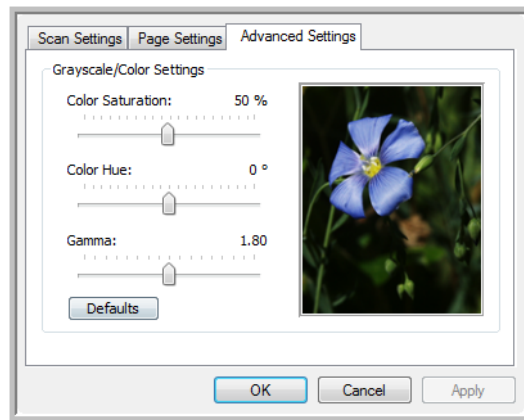 Scan Settings Page Settings Advanced Settings
Grayscale/Color Settings
Color Saturation: 50 %
Color Hue: 0 °
Gamma: 1.80
Defaults
OK Cancel Apply